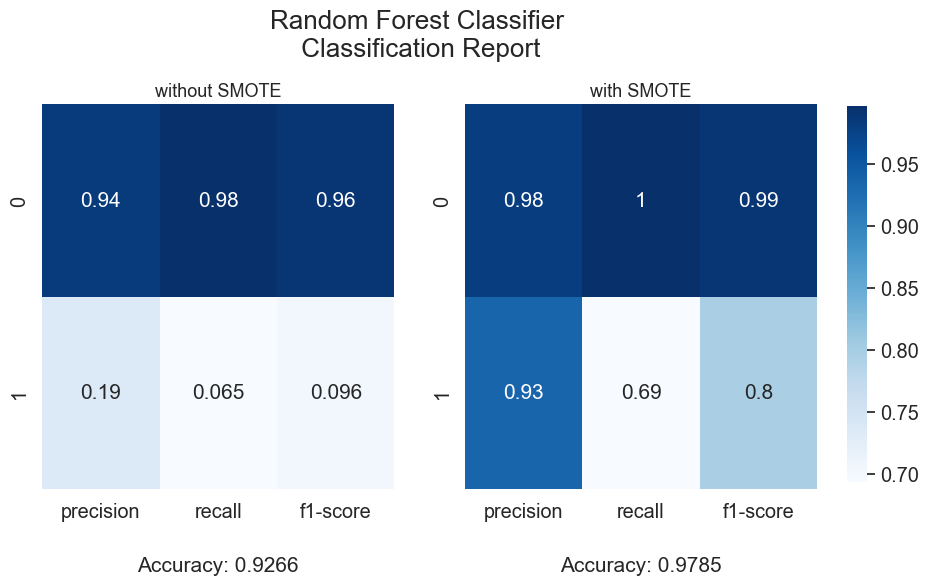 Random Forest Classifier
Classification Report
without SMOTE
0
0.94 0.98 0.96
1
0.19 0.065 0.096
precision recall f1-score
Accuracy: 0.9266
with SMOTE
0
0.98 1 0.99
1
0.93 0.69 0.8
precision recall f1-score
Accuracy: 0.9785
0.95
0.90
0.85
0.80
0.75
0.70